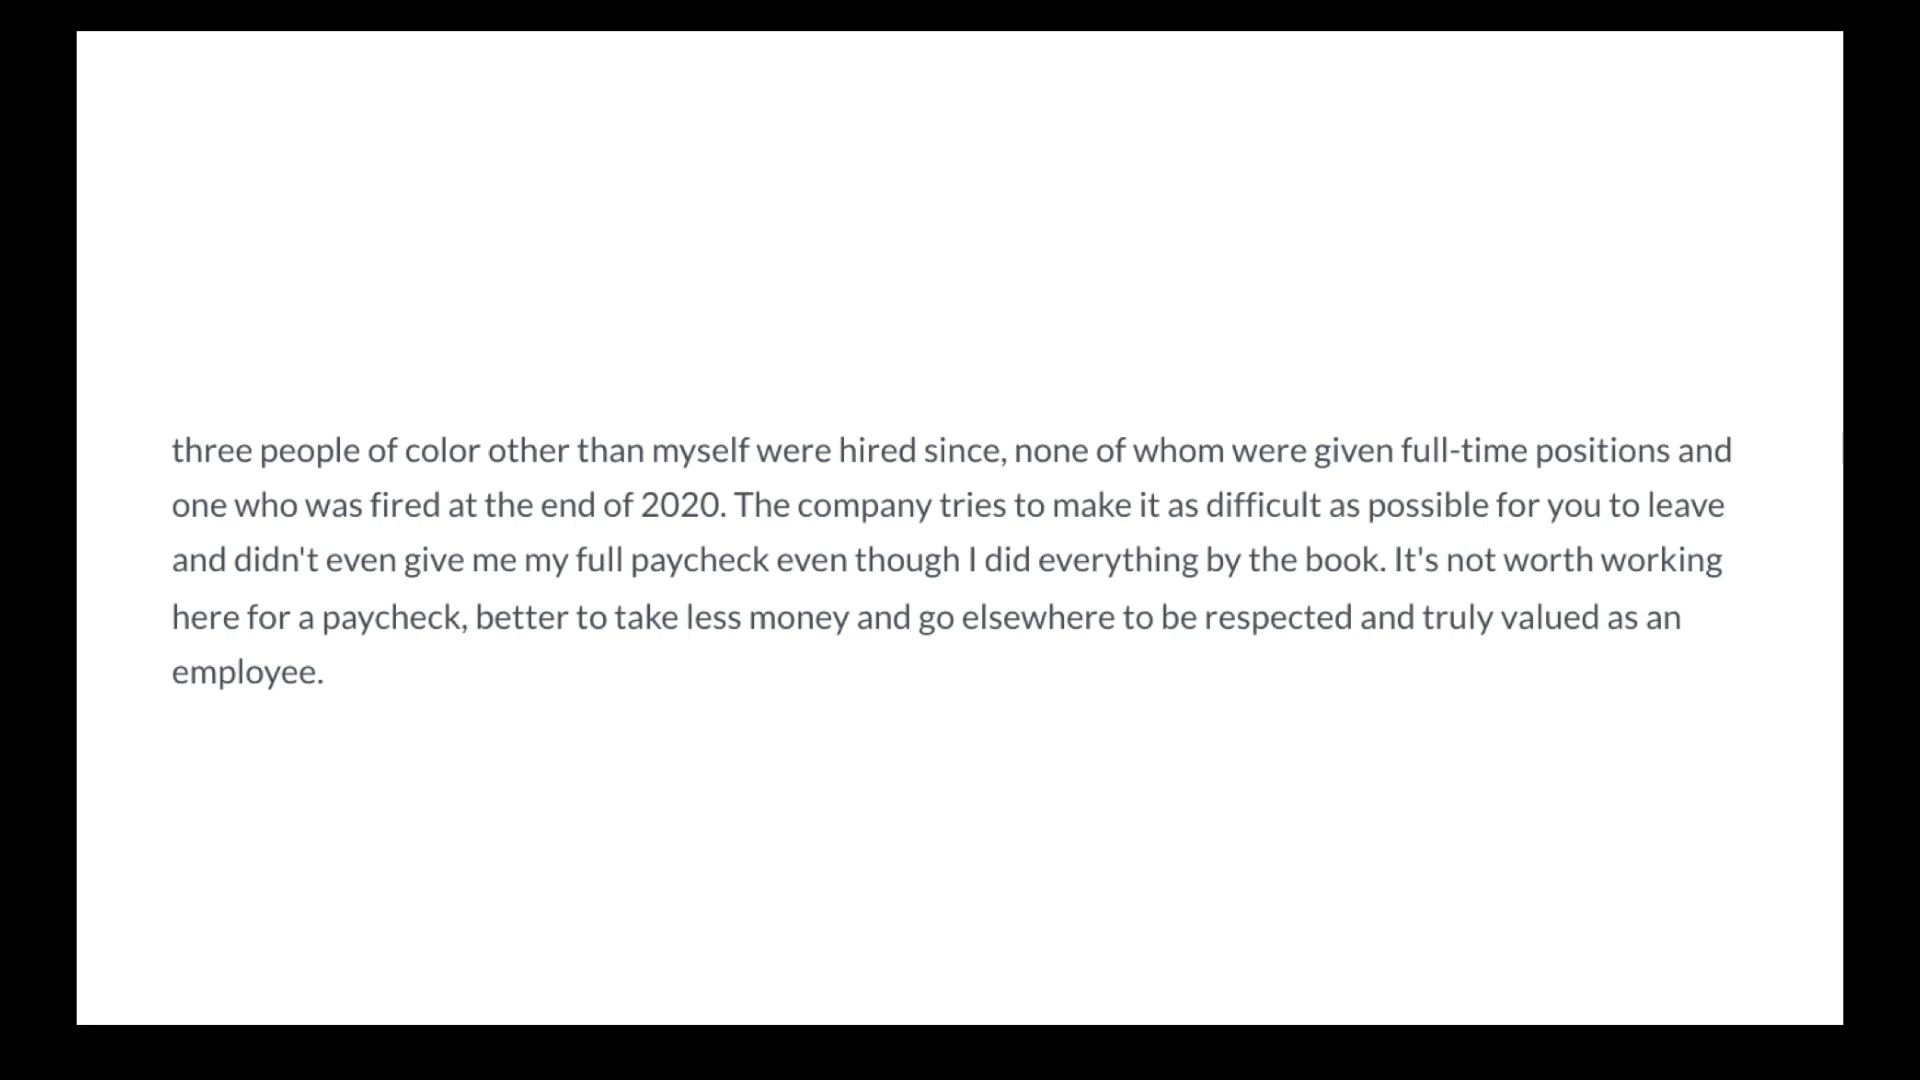 three people of color other than myself were hired since, none of whom were given full-time positions and
one who was fired at the end of 2020. The company tries to make it as difficult as possible for you to leave
and didn't even give me my full paycheck even though I did everything by the book. It's not worth working
here for a paycheck, better to take less money and go elsewhere to be respected and truly valued as an
employee.